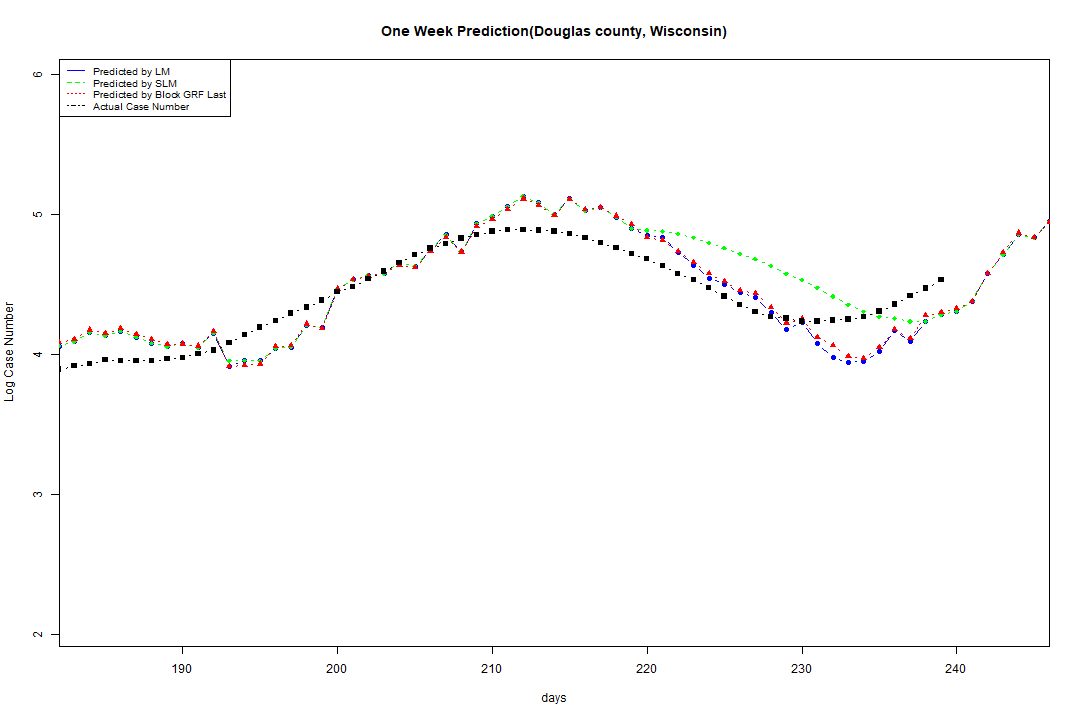 One Week Prediction(Douglas county, Wisconsin)
Predicted by LM
Predicted by SLM
Predicted by Block GRF Last
Actual Case Number
6
5
4
3
2
Log Case Number
190
200
210
220
230
240
days